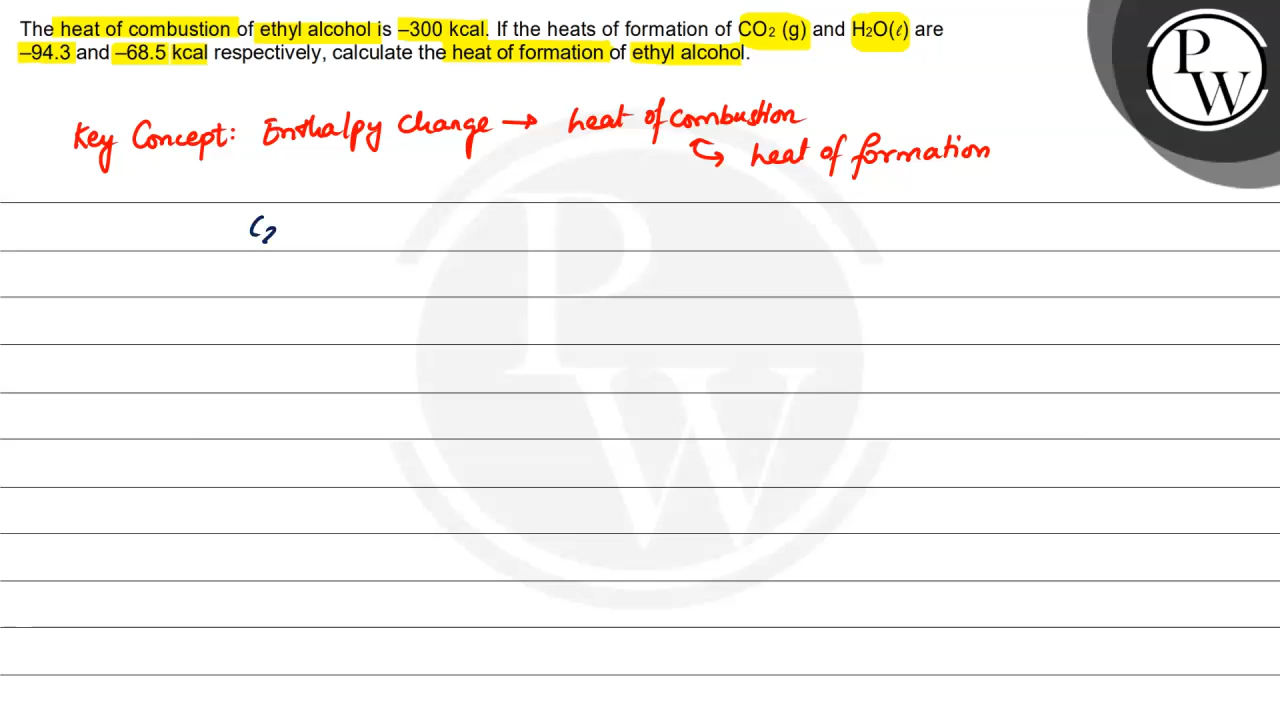 The heat of combustion of ethyl alcohol is –300 kcal. If the heats of formation of CO₂ (g) and H₂O(ℓ) are
–94.3 and –68.5 kcal respectively, calculate the heat of formation of ethyl alcohol.
P
W
Key Concept: Enthalpy change → heat of combustion
↳ heat of formation
C₂
P
W